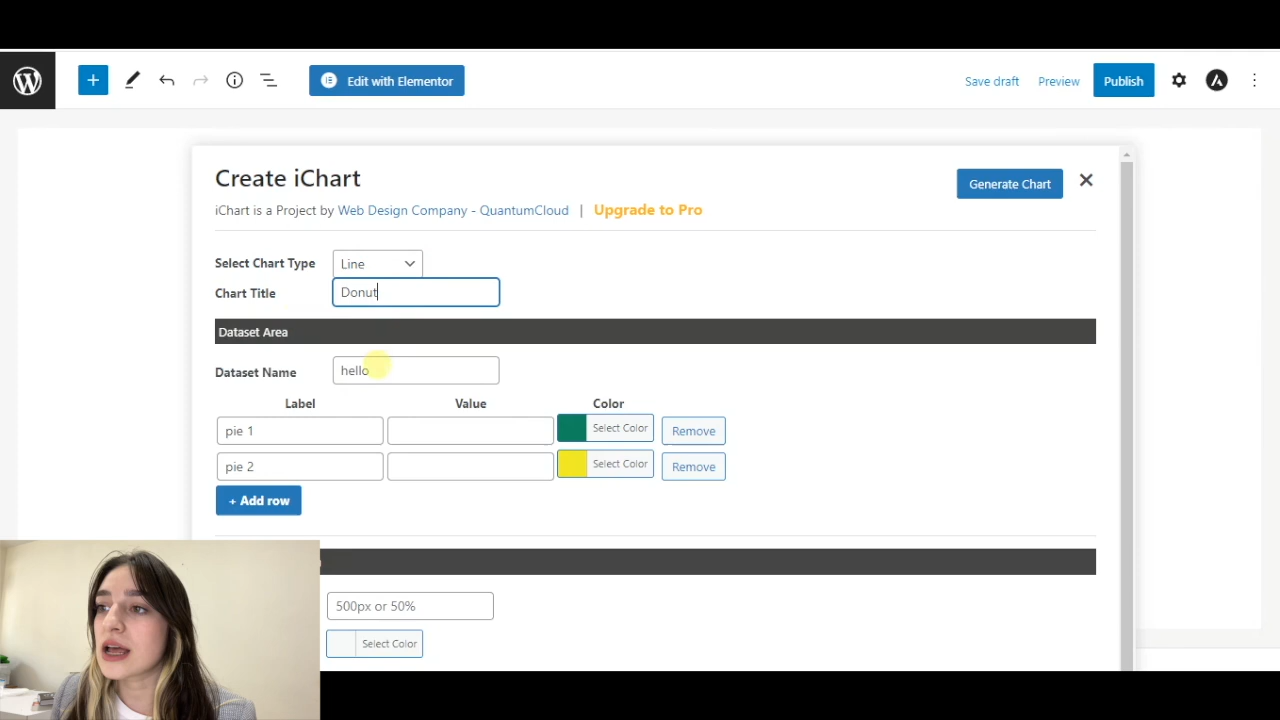 Edit with Elementor
Save draft
Preview
Publish
Create iChart
Generate Chart
iChart is a Project by Web Design Company - QuantumCloud | Upgrade to Pro
Select Chart Type
Line
Chart Title
Donut
Dataset Area
Dataset Name
hello
Label
Value
Color
pie 1
Select Color
Remove
pie 2
Select Color
Remove
+ Add row
500px or 50%
Select Color